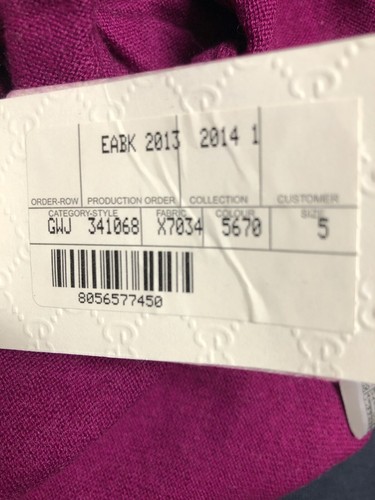 EABK 2013 2014 1
ORDER-ROW PRODUCTION ORDER COLLECTION CUSTOMER
CATEGORY-STYLE FABRIC COLOUR SIZE
GWJ 341068 X7034 5670 5
8056577450